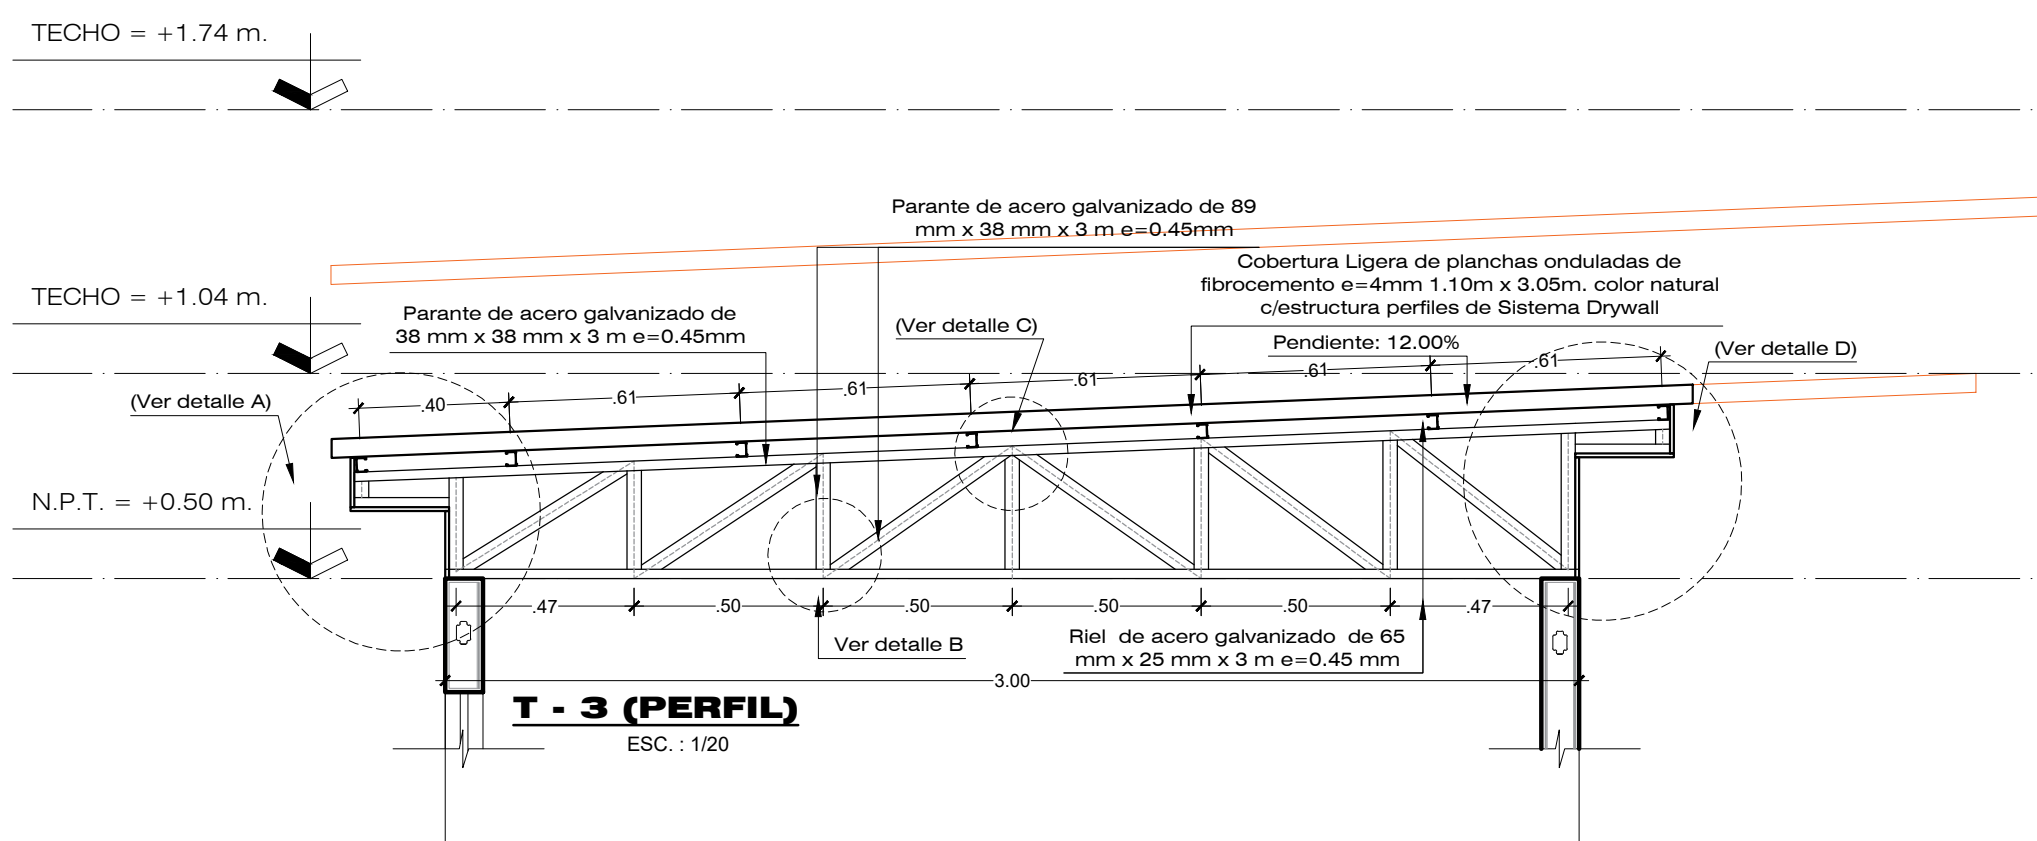 TECHO = +1.74 m.
Parante de acero galvanizado de 89
mm x 38 mm x 3 m e=0.45mm
Cobertura Ligera de planchas onduladas de
fibrocemento e=4mm 1.10m x 3.05m. color natural
c/estructura perfiles de Sistema Drywall
TECHO = +1.04 m.
Parante de acero galvanizado de
38 mm x 38 mm x 3 m e=0.45mm
(Ver detalle C)
Pendiente: 12.00%
(Ver detalle D)
(Ver detalle A)
.40
.61
.61
.61
.61
.61
N.P.T. = +0.50 m.
.47
.50
.50
.50
.50
.47
Ver detalle B
Riel de acero galvanizado de 65
mm x 25 mm x 3 m e=0.45 mm
3.00
T - 3 (PERFIL)
ESC. : 1/20